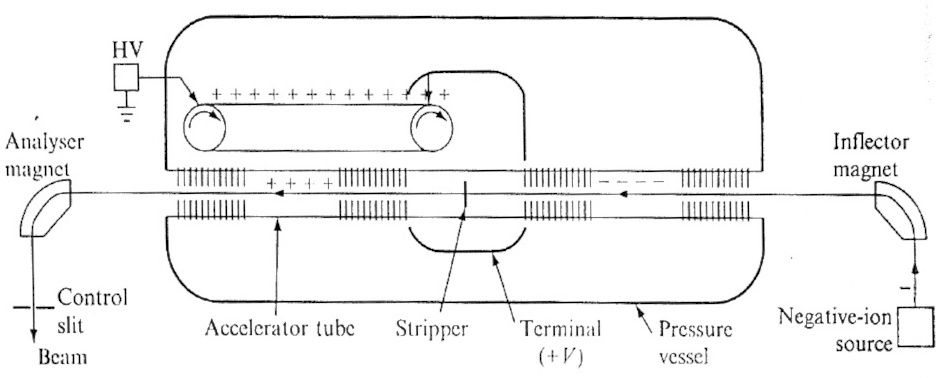 HV
+ + + + + + + + + + + + + +
Analyser
magnet
Inflector
magnet
+ + + +
− − − −
Control
slit
Beam
Accelerator tube
Stripper
Terminal
(+V)
Pressure
vessel
−
Negative-ion
source